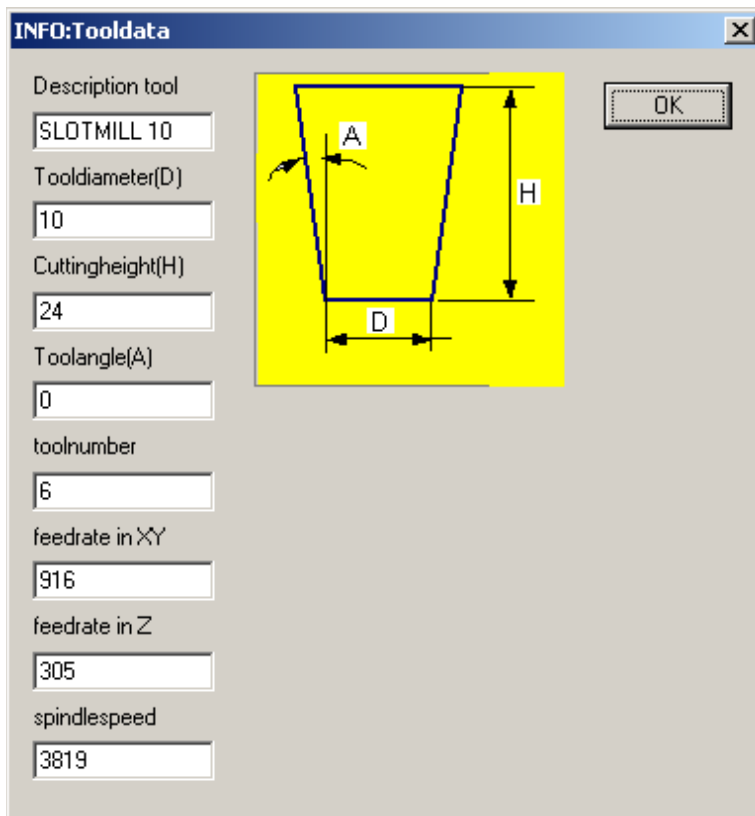 INFO:Tooldata
Description tool
SLOTMILL 10
Tooldiameter(D)
10
Cuttingheight(H)
24
Toolangle(A)
0
toolnumber
6
feedrate in XY
916
feedrate in Z
305
spindlespeed
3819
A
H
D
OK